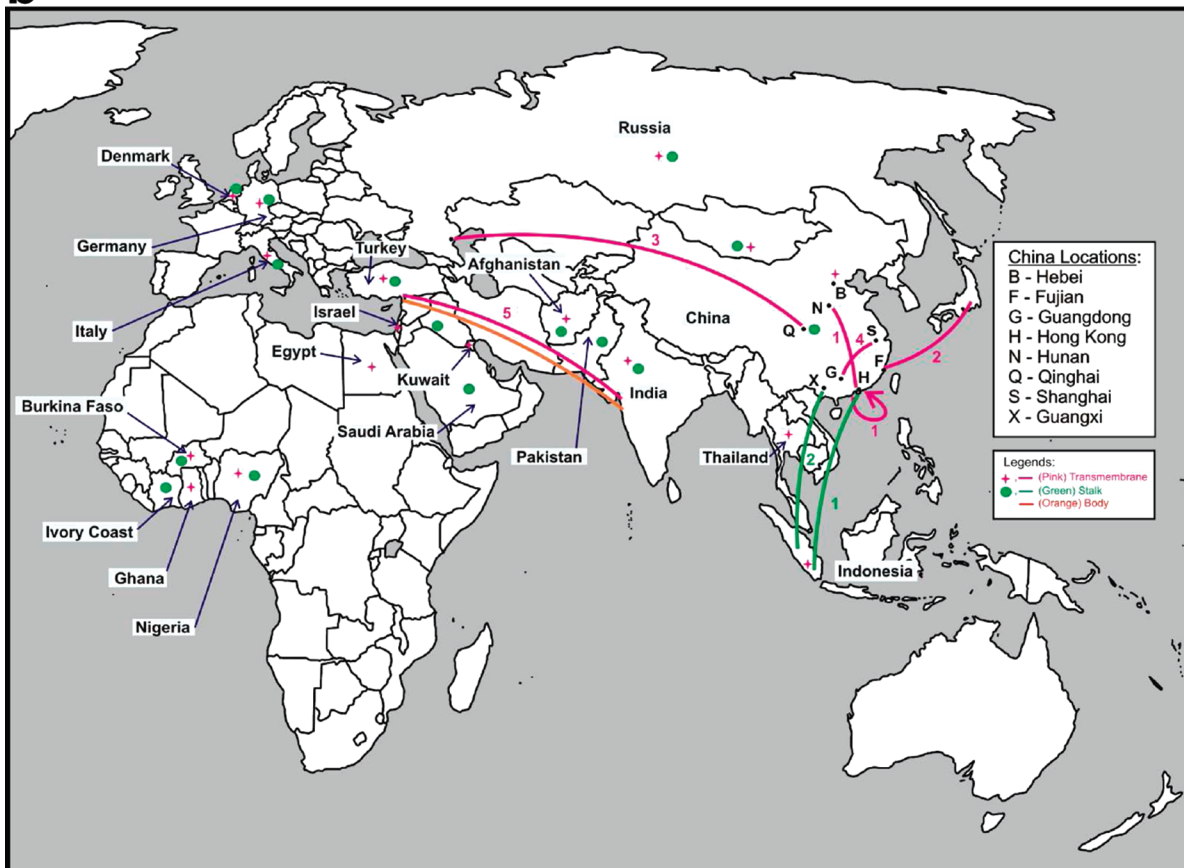 Russia
Denmark
Germany
Turkey
3
Afghanistan
China Locations:
B - Hebei
F - Fujian
G - Guangdong
H - Hong Kong
N - Hunan
Q - Qinghai
S - Shanghai
X - Guangxi
B
N
Israel
5
China
Italy
Q
1
4
S
Egypt
2
G
F
Kuwait
X
H
India
Burkina Faso
Saudi Arabia
1
Pakistan
Thailand
2
Legends:
(Pink) Transmembrane
(Green) Stalk
(Orange) Body
1
Ivory Coast
Indonesia
Ghana
Nigeria